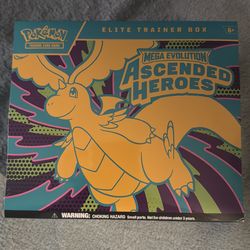 POKÉMON
TRADING CARD GAME
ELITE TRAINER BOX
6+
MEGA EVOLUTION
ASCENDED
HEROES
WARNING: CHOKING HAZARD-Small parts. Not for children under 3 years.